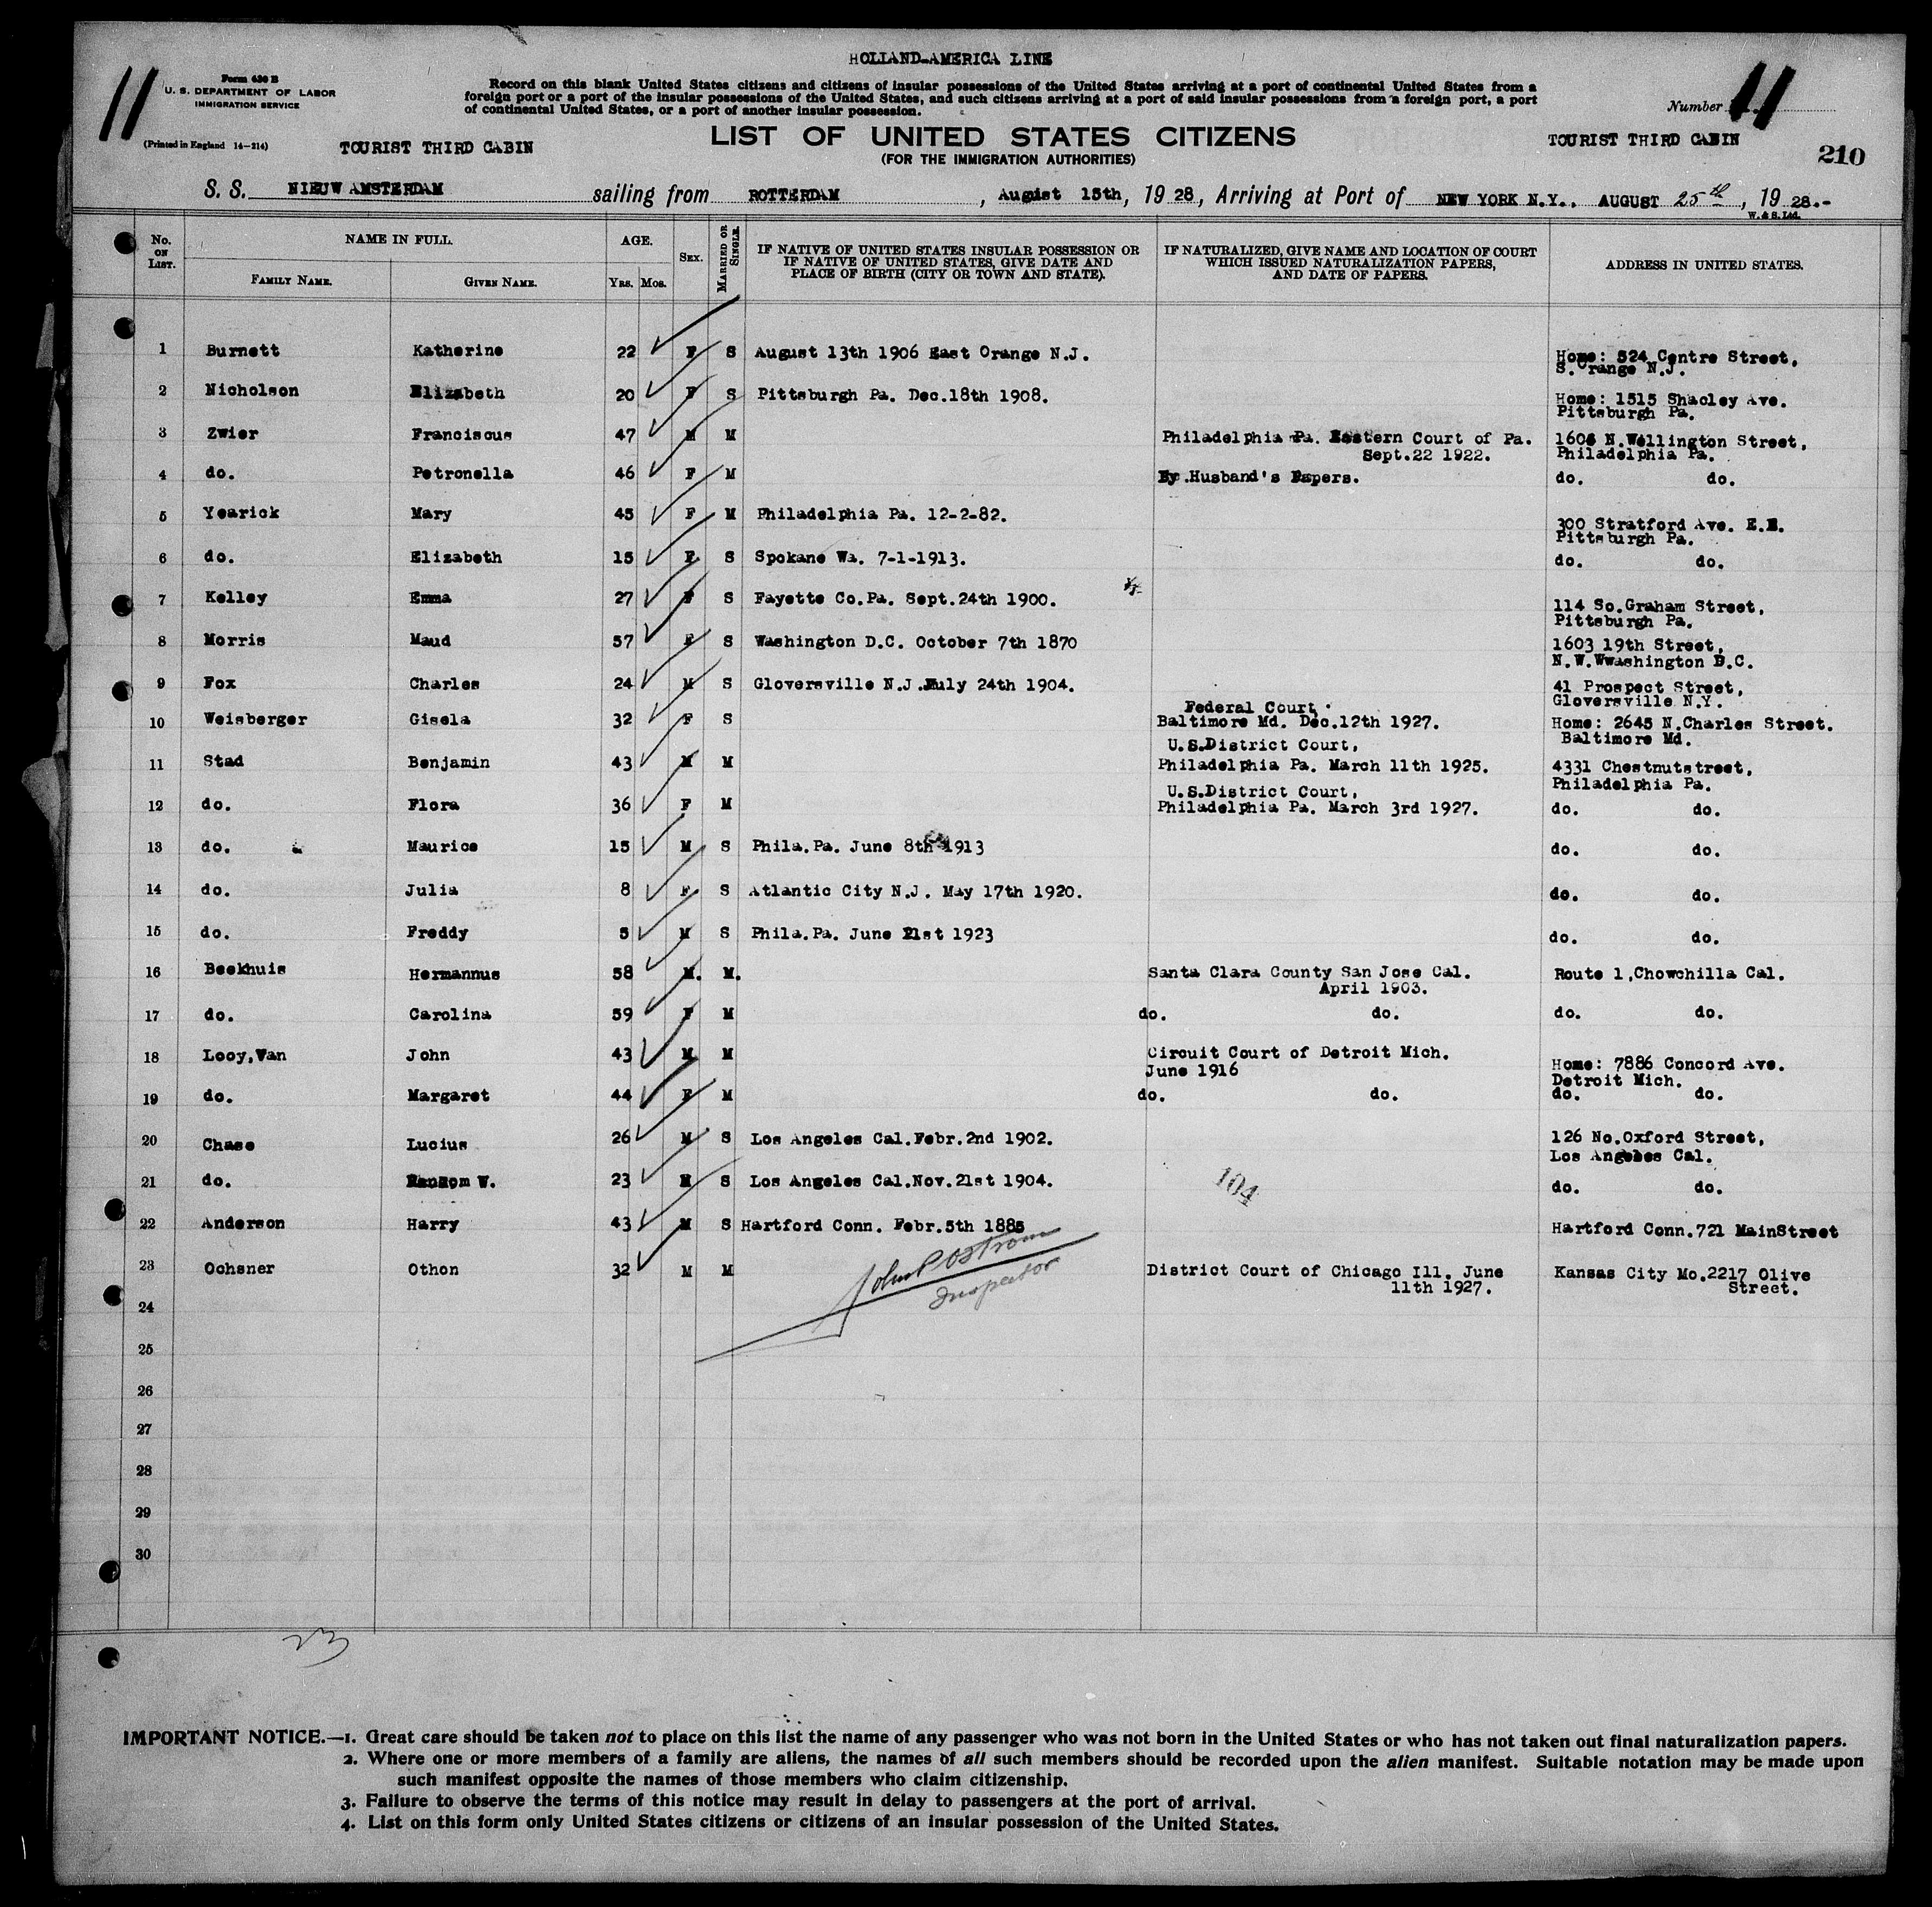 HOLLAND-AMERICA LINE
11
Form 630 B
U. S. DEPARTMENT OF LABOR
IMMIGRATION SERVICE
(Printed in England 14-214)
Record on this blank United States citizens and citizens of insular possessions of the United States arriving at a port of continental United States from a
foreign port or a port of the insular possessions of the United States, and such citizens arriving at a port of said insular possessions from a foreign port, a port
of continental United States, or a port of another insular possession.
Number 11
TOURIST THIRD CABIN
LIST OF UNITED STATES CITIZENS
TOURIST THIRD CABIN
(FOR THE IMMIGRATION AUTHORITIES)
210
S. S. NIEUW AMSTERDAM sailing from ROTTERDAM, August 15th, 1928, Arriving at Port of NEW YORK N.Y., AUGUST 25th, 1928.-
W. & S. Ltd.
No. ON LIST. NAME IN FULL. FAMILY NAME. GIVEN NAME. AGE. YRS. MOS. SEX. MARRIED OR SINGLE. IF NATIVE OF UNITED STATES INSULAR POSSESSION OR IF NATIVE OF UNITED STATES, GIVE DATE AND PLACE OF BIRTH (CITY OR TOWN AND STATE). IF NATURALIZED, GIVE NAME AND LOCATION OF COURT WHICH ISSUED NATURALIZATION PAPERS, AND DATE OF PAPERS. ADDRESS IN UNITED STATES.
1 Burnett Katherine 22 F S August 13th 1906 East Orange N.J. Home: 524 Centre Street,
S. Orange N.J.
2 Nicholson Elizabeth 20 F S Pittsburgh Pa. Dec.18th 1908. Home: 1515 Shacley Ave.
Pittsburgh Pa.
3 Zwier Franciscus 47 M M Philadelphia Pa. Eastern Court of Pa. 1606 N.Wellington Street,
Sept.22 1922. Philadelphia Pa.
4 do. Petronella 46 F M By.Husband's Papers. do. do.
5 Yearick Mary 45 F M Philadelphia Pa. 12-2-82. 300 Stratford Ave. E.E.
Pittsburgh Pa.
6 do. Elizabeth 15 F S Spokane Wa. 7-1-1913. do. do.
7 Kelley Emma 27 F S Fayette Co.Pa. Sept.24th 1900. 114 So.Graham Street,
Pittsburgh Pa.
8 Morris Maud 57 F S Washington D.C. October 7th 1870 1603 19th Street,
N.W.Wwashington D.C.
9 Fox Charles 24 M S Gloversville N.J.July 24th 1904. 41 Prospect Street,
Gloversville N.Y.
Federal Court
10 Weisberger Gisela 32 F S Baltimore Md. Dec.12th 1927. Home: 2645 N.Charles Street.
Baltimore Md.
U.S.District Court,
11 Stad Benjamin 43 M M Philadelphia Pa. March 11th 1925. 4331 Chestnutstreet,
Philadelphia Pa.
U.S.District Court,
12 do. Flora 36 F M Philadelphia Pa. March 3rd 1927. do. do.
13 do. Maurice 15 M S Phila.Pa. June 8th 1913 do. do.
14 do. Julia 8 F S Atlantic City N.J. May 17th 1920. do. do.
15 do. Freddy 5 M S Phila.Pa. June 21st 1923 do. do.
16 Beekhuis Hermannus 58 M. M. Santa Clara County San Jose Cal. Route 1,Chowchilla Cal.
April 1903.
17 do. Carolina 59 F M do. do. do. do.
18 Looy,Van John 43 M M Circuit Court of Detroit Mich. Home: 7886 Concord Ave.
June 1916 Detroit Mich.
19 do. Margaret 44 F M do. do. do. do.
20 Chase Lucius 26 M S Los Angeles Cal.Febr.2nd 1902. 126 No.Oxford Street,
Los Angeles Cal.
21 do. Ransom W. 23 M S Los Angeles Cal.Nov.21st 1904. do. do.
104
22 Anderson Harry 43 M S Hartford Conn. Febr.5th 1885 Hartford Conn.721 MainStreet
23 Ochsner Othon 32 M M District Court of Chicago Ill. June Kansas City Mo.2217 Olive
11th 1927. Street.
John P Ostrom
Inspector
24
25
26
27
28
29
30
23
IMPORTANT NOTICE.—1. Great care should be taken not to place on this list the name of any passenger who was not born in the United States or who has not taken out final naturalization papers.
2. Where one or more members of a family are aliens, the names of all such members should be recorded upon the alien manifest. Suitable notation may be made upon
such manifest opposite the names of those members who claim citizenship.
3. Failure to observe the terms of this notice may result in delay to passengers at the port of arrival.
4. List on this form only United States citizens or citizens of an insular possession of the United States.